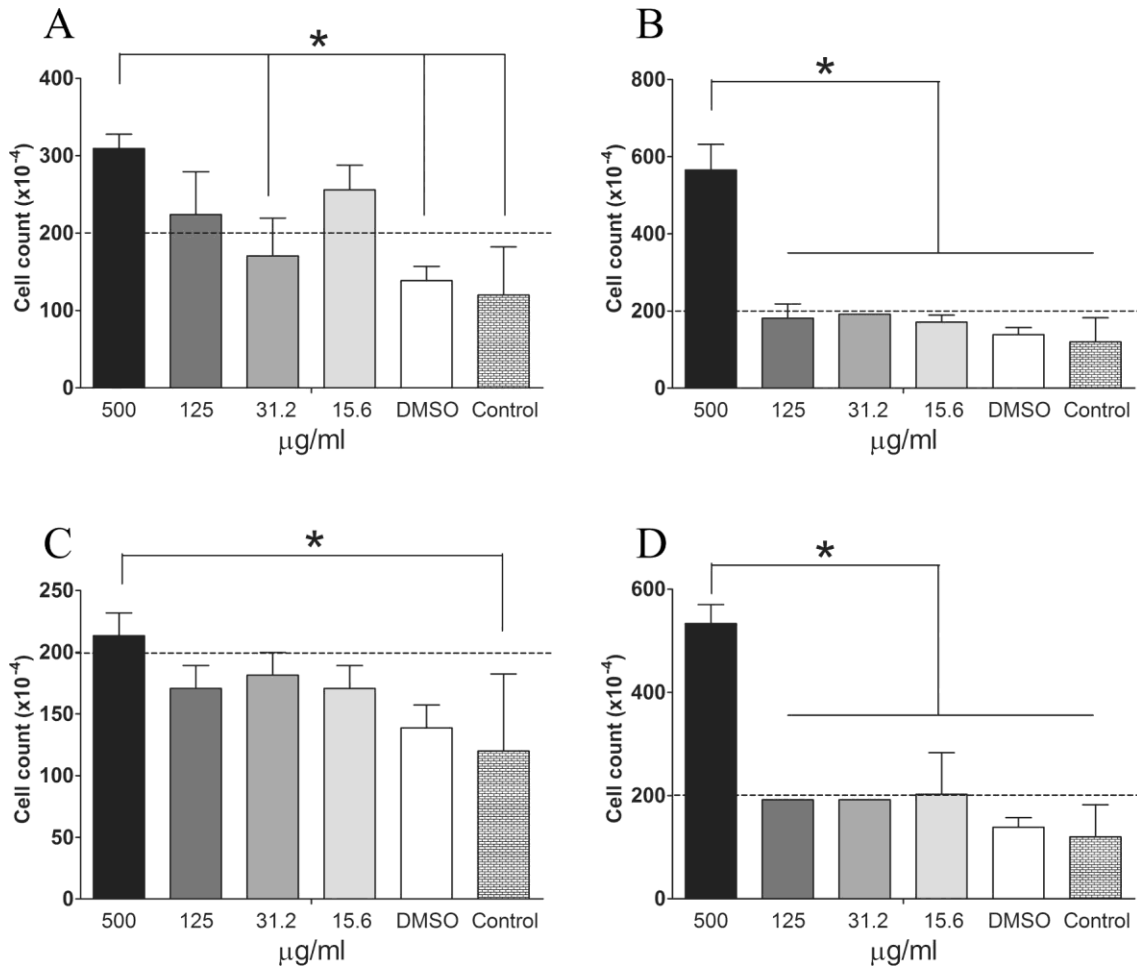 A
*
Cell count (x10⁻⁴)
400
300
200
100
0
500 125 31.2 15.6 DMSO Control
μg/ml
B
*
Cell count (x10⁻⁴)
800
600
400
200
0
500 125 31.2 15.6 DMSO Control
μg/ml
C
*
Cell count (x10⁻⁴)
250
200
150
100
50
0
500 125 31.2 15.6 DMSO Control
μg/ml
D
*
Cell count (x10⁻⁴)
600
400
200
0
500 125 31.2 15.6 DMSO Control
μg/ml